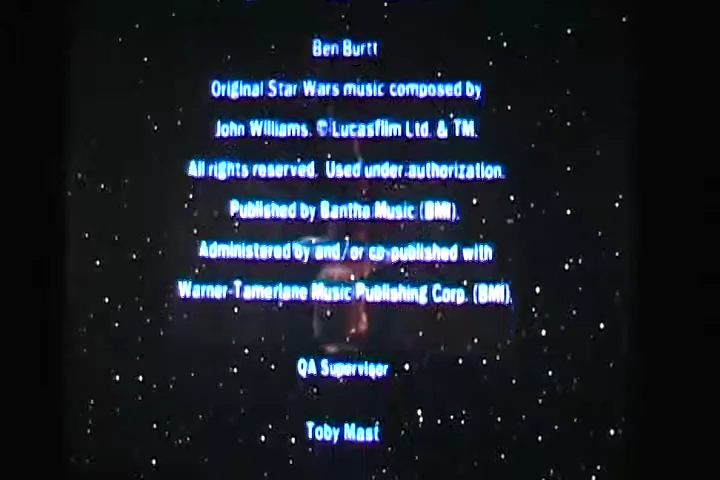 Ben Burtt
Original Star Wars music composed by
John Williams. © Lucasfilm Ltd. & TM.
All rights reserved. Used under authorization.
Published by Bantha Music (BMI).
Administered by and/or co-published with
Warner-Tamerlane Music Publishing Corp. (BMI).
QA Supervisor
Toby Mast